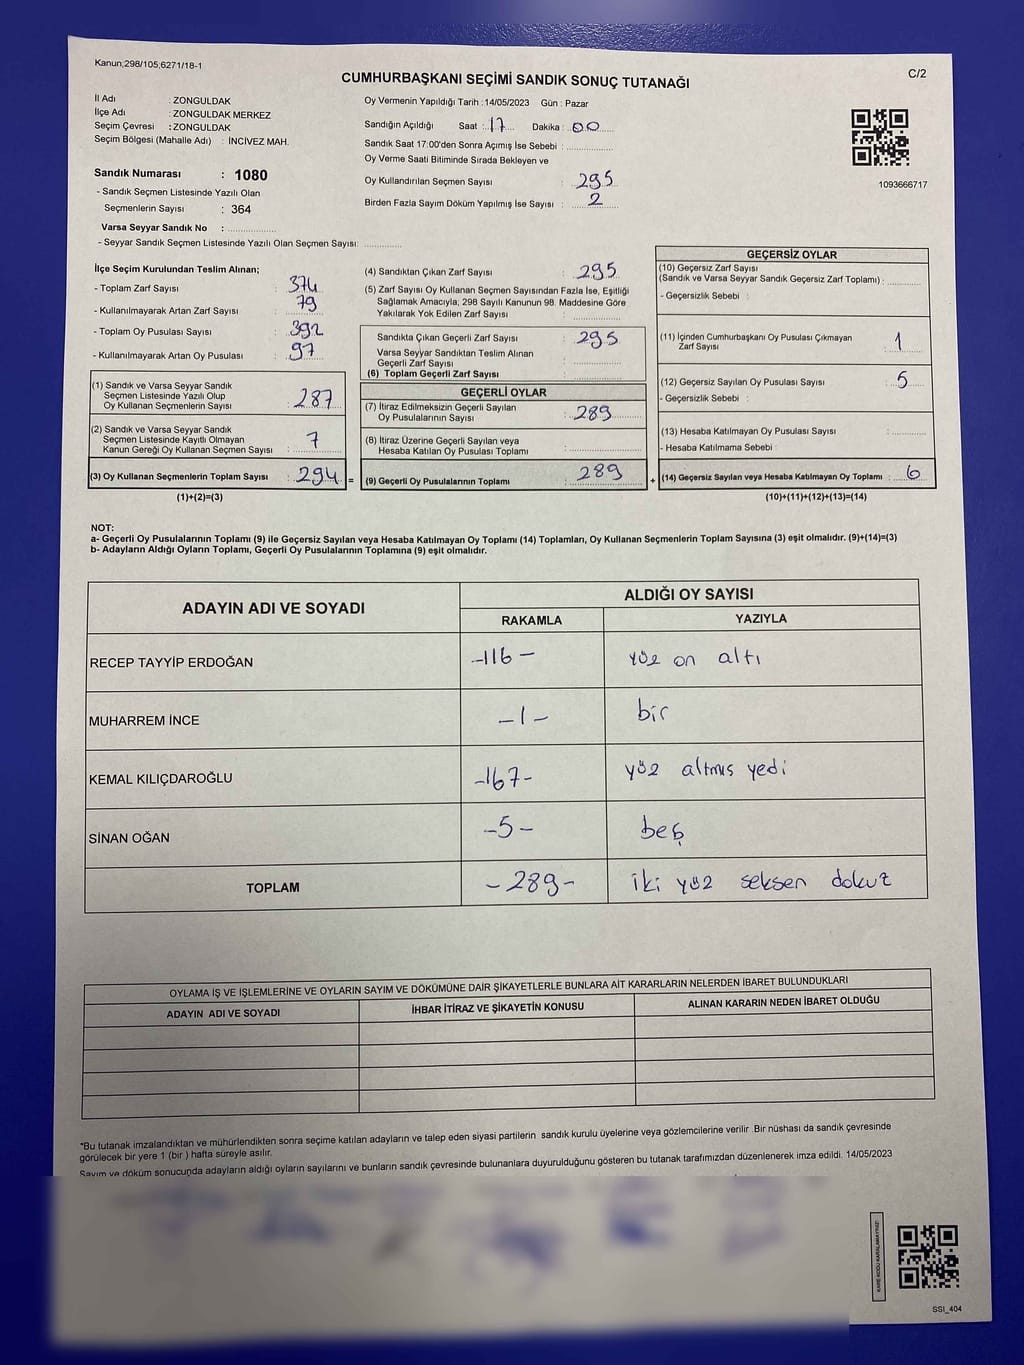 Kanun;298/105;6271/18-1
C/2
CUMHURBAŞKANI SEÇİMİ SANDIK SONUÇ TUTANAĞI
İl Adı : ZONGULDAK
İlçe Adı : ZONGULDAK MERKEZ
Seçim Çevresi : ZONGULDAK
Seçim Bölgesi (Mahalle Adı) : İNCİVEZ MAH.
Oy Vermenin Yapıldığı Tarih : 14/05/2023 Gün : Pazar
Sandığın Açıldığı Saat : 17 Dakika : 00
Sandık Saat 17:00'den Sonra Açımış İse Sebebi :
Oy Verme Saati Bitiminde Sırada Bekleyen ve
Oy Kullandırılan Seçmen Sayısı : 295
Birden Fazla Sayım Döküm Yapılmış İse Sayısı : 2
1093666717
Sandık Numarası : 1080
- Sandık Seçmen Listesinde Yazılı Olan
Seçmenlerin Sayısı : 364
Varsa Seyyar Sandık No :
- Seyyar Sandık Seçmen Listesinde Yazılı Olan Seçmen Sayısı:
İlçe Seçim Kurulundan Teslim Alınan;
- Toplam Zarf Sayısı : 374
- Kullanılmayarak Artan Zarf Sayısı : 79
- Toplam Oy Pusulası Sayısı : 392
- Kullanılmayarak Artan Oy Pusulası : 97
(1) Sandık ve Varsa Seyyar Sandık
Seçmen Listesinde Yazılı Olup
Oy Kullanan Seçmenlerin Sayısı : 287
(2) Sandık ve Varsa Seyyar Sandık
Seçmen Listesinde Kayıtlı Olmayan
Kanun Gereği Oy Kullanan Seçmen Sayısı : 7
(3) Oy Kullanan Seçmenlerin Toplam Sayısı : 294 =
(1)+(2)=(3)
(4) Sandıktan Çıkan Zarf Sayısı : 295
(5) Zarf Sayısı Oy Kullanan Seçmen Sayısından Fazla İse, Eşitliği
Sağlamak Amacıyla; 298 Sayılı Kanunun 98. Maddesine Göre
Yakılarak Yok Edilen Zarf Sayısı :
Sandıkta Çıkan Geçerli Zarf Sayısı : 295
Varsa Seyyar Sandıktan Teslim Alınan
Geçerli Zarf Sayısı :
(6) Toplam Geçerli Zarf Sayısı :
GEÇERLİ OYLAR
(7) İtiraz Edilmeksizin Geçerli Sayılan
Oy Pusulalarının Sayısı : 289
(8) İtiraz Üzerine Geçerli Sayılan veya
Hesaba Katılan Oy Pusulası Toplamı :
(9) Geçerli Oy Pusulalarının Toplamı : 289 +
GEÇERSİZ OYLAR
(10) Geçersiz Zarf Sayısı
(Sandık ve Varsa Seyyar Sandık Geçersiz Zarf Toplamı) :
- Geçersizlik Sebebi :
(11) İçinden Cumhurbaşkanı Oy Pusulası Çıkmayan
Zarf Sayısı : 1
(12) Geçersiz Sayılan Oy Pusulası Sayısı : 5
- Geçersizlik Sebebi :
(13) Hesaba Katılmayan Oy Pusulası Sayısı :
- Hesaba Katılmama Sebebi :
(14) Geçersiz Sayılan veya Hesaba Katılmayan Oy Toplamı : 6
(10)+(11)+(12)+(13)=(14)
NOT:
a- Geçerli Oy Pusulalarının Toplamı (9) ile Geçersiz Sayılan veya Hesaba Katılmayan Oy Toplamı (14) Toplamları, Oy Kullanan Seçmenlerin Toplam Sayısına (3) eşit olmalıdır. (9)+(14)=(3)
b- Adayların Aldığı Oyların Toplamı, Geçerli Oy Pusulalarının Toplamına (9) eşit olmalıdır.
ADAYIN ADI VE SOYADI ALDIĞI OY SAYISI
RAKAMLA YAZIYLA
RECEP TAYYİP ERDOĞAN -116- yüz on altı
MUHARREM İNCE -1- bir
KEMAL KILIÇDAROĞLU -167- yüz altmıs yedi
SİNAN OĞAN -5- beş
TOPLAM -289- iki yüz seksen dokuz
OYLAMA İŞ VE İŞLEMLERİNE VE OYLARIN SAYIM VE DÖKÜMÜNE DAİR ŞİKAYETLERLE BUNLARA AİT KARARLARIN NELERDEN İBARET BULUNDUKLARI
ADAYIN ADI VE SOYADI İHBAR İTİRAZ VE ŞİKAYETİN KONUSU ALINAN KARARIN NEDEN İBARET OLDUĞU
*Bu tutanak imzalandıktan ve mühürlendikten sonra seçime katılan adayların ve talep eden siyasi partilerin sandık kurulu üyelerine veya gözlemcilerine verilir .Bir nüshası da sandık çevresinde
görülecek bir yere 1 (bir ) hafta süreyle asılır.
Sayım ve döküm sonucunda adayların aldığı oyların sayılarını ve bunların sandık çevresinde bulunanlara duyurulduğunu gösteren bu tutanak tarafımızdan düzenlenerek imza edildi. 14/05/2023
KARE KODU KARALAMAYINIZ!
SSI_404